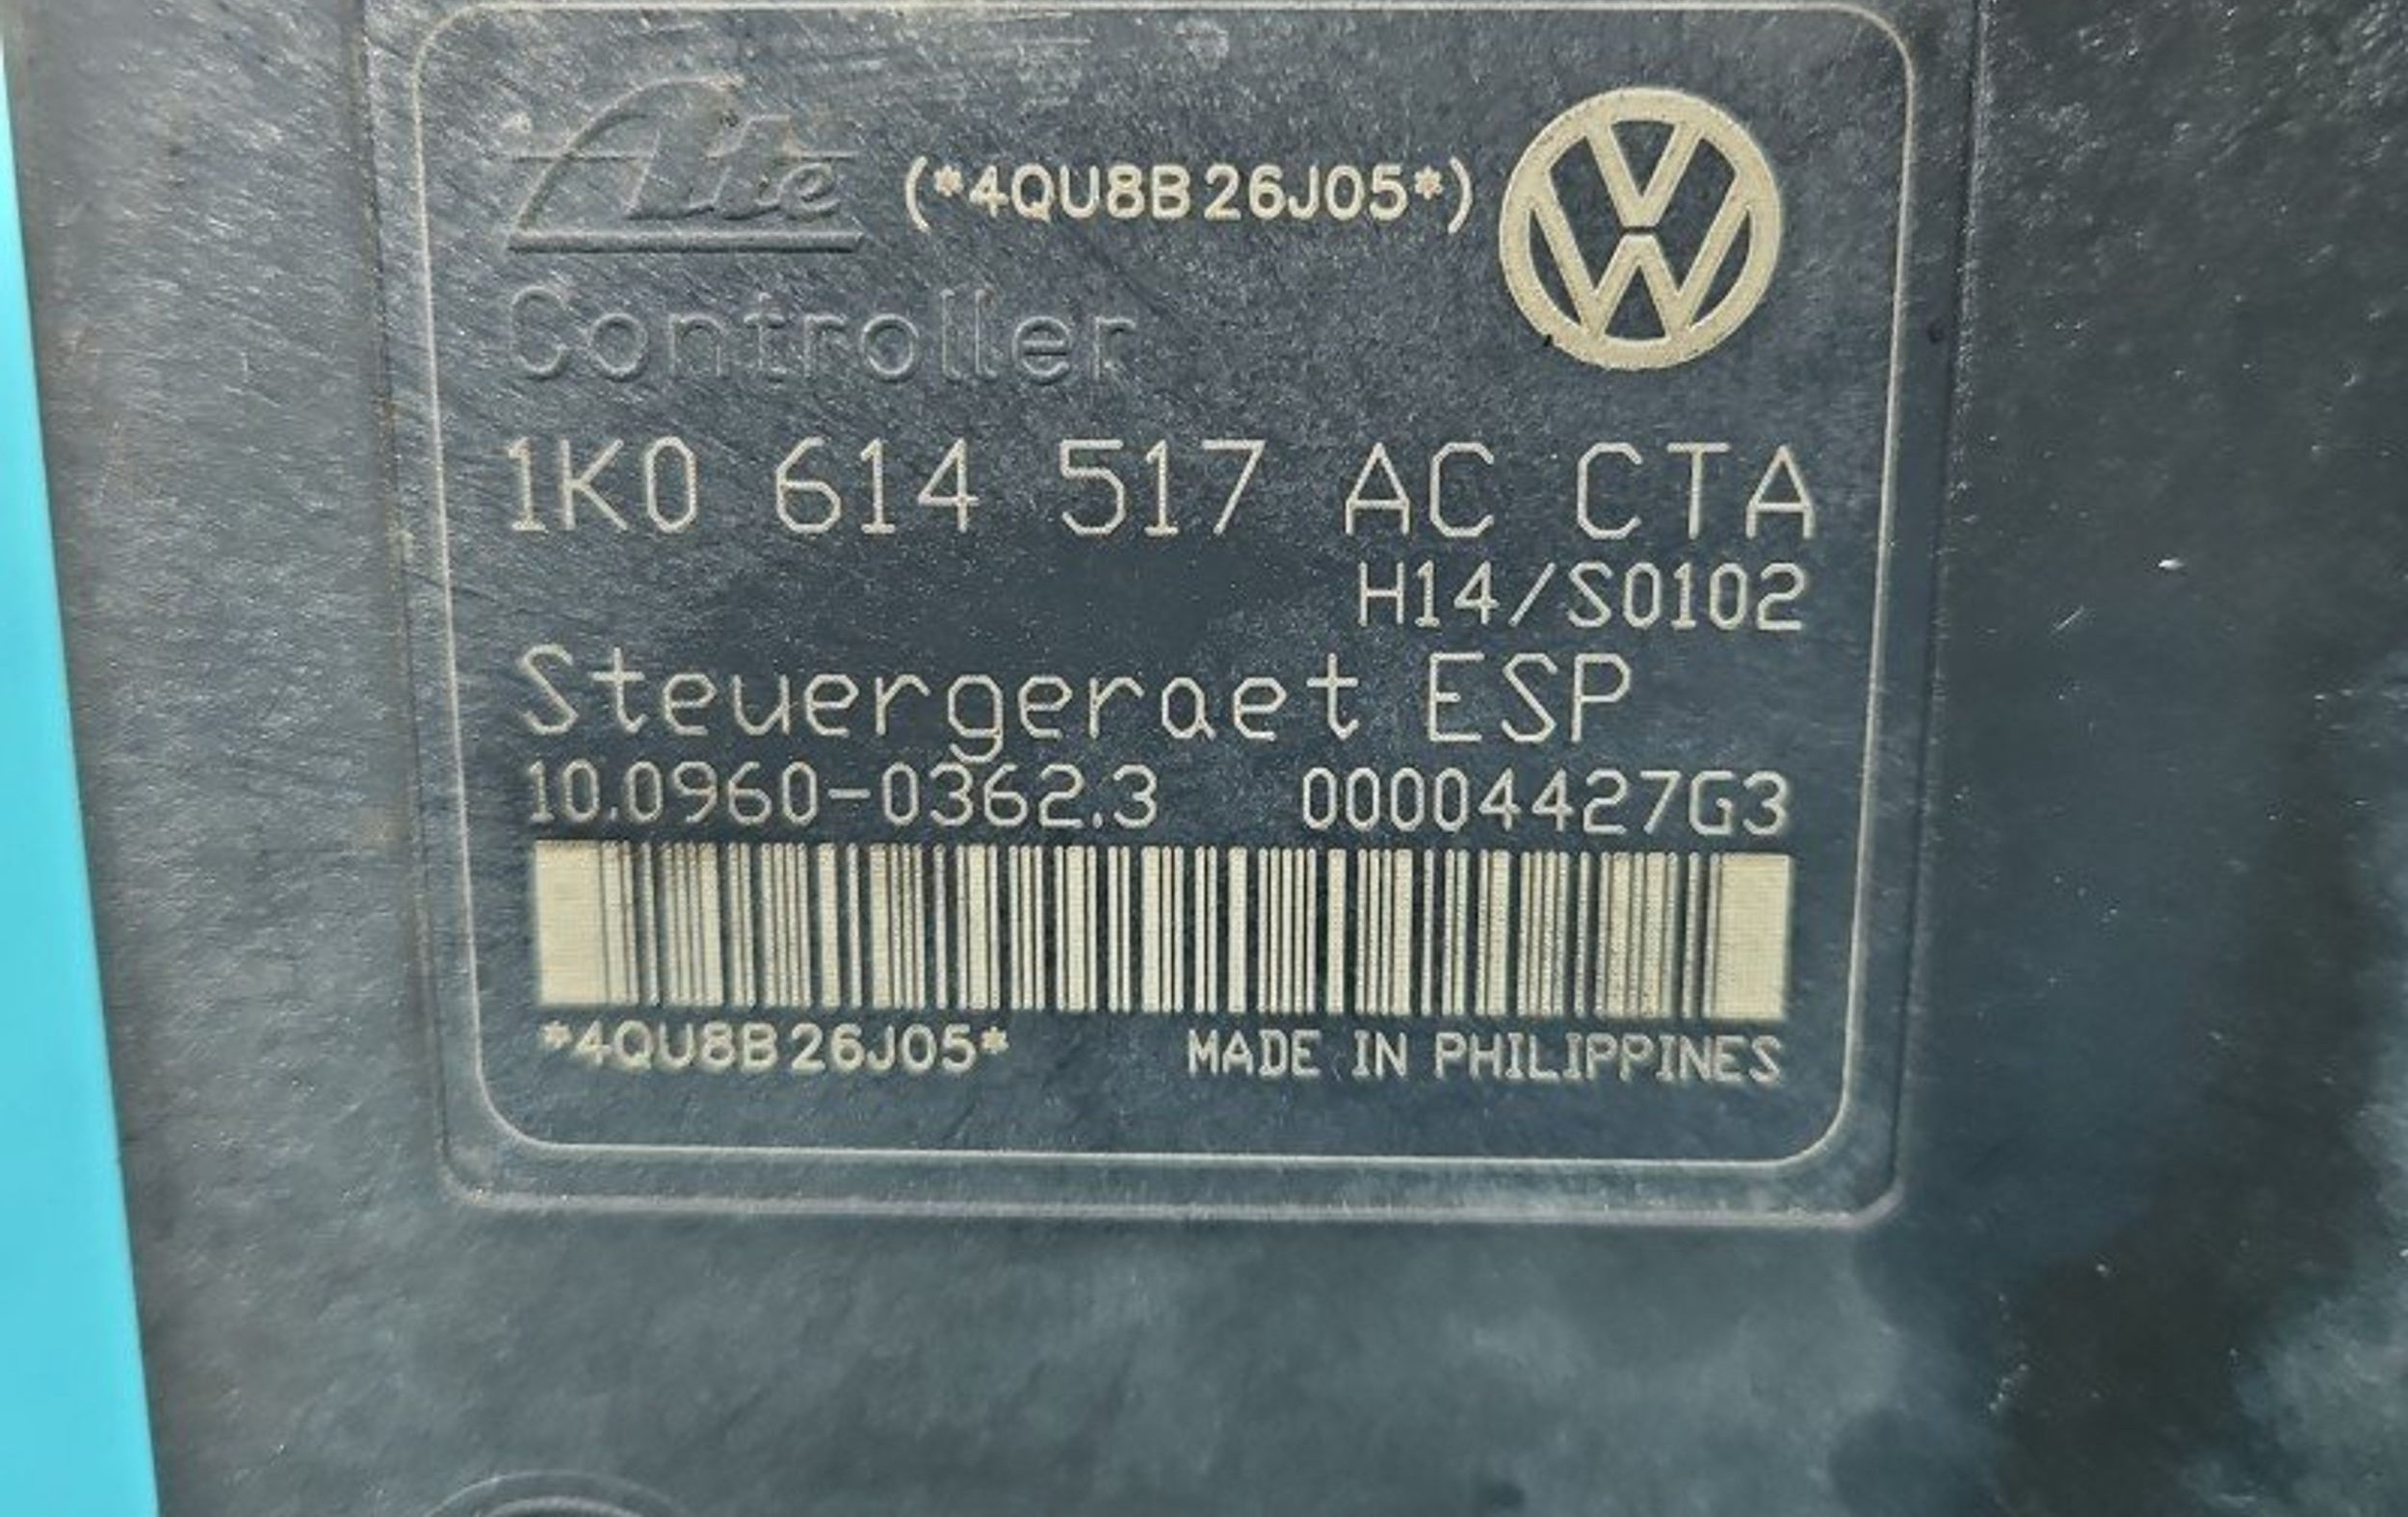 Ate (*4QU8B26J05*)
Controller
1K0 614 517 AC CTA
H14/S0102
Steuergeraet ESP
10.0960-0362.3 00004427G3
*4QU8B26J05* MADE IN PHILIPPINES